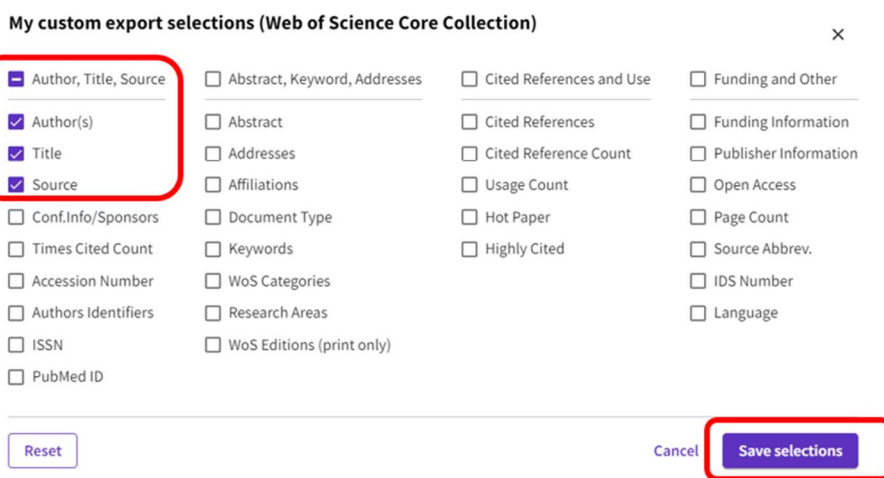 My custom export selections (Web of Science Core Collection)
Author, Title, Source
Author(s)
Title
Source
Conf.Info/Sponsors
Times Cited Count
Accession Number
Authors Identifiers
ISSN
PubMed ID
Abstract, Keyword, Addresses
Abstract
Addresses
Affiliations
Document Type
Keywords
WoS Categories
Research Areas
WoS Editions (print only)
Cited References and Use
Cited References
Cited Reference Count
Usage Count
Hot Paper
Highly Cited
Funding and Other
Funding Information
Publisher Information
Open Access
Page Count
Source Abbrev.
IDS Number
Language
Reset
Cancel
Save selections